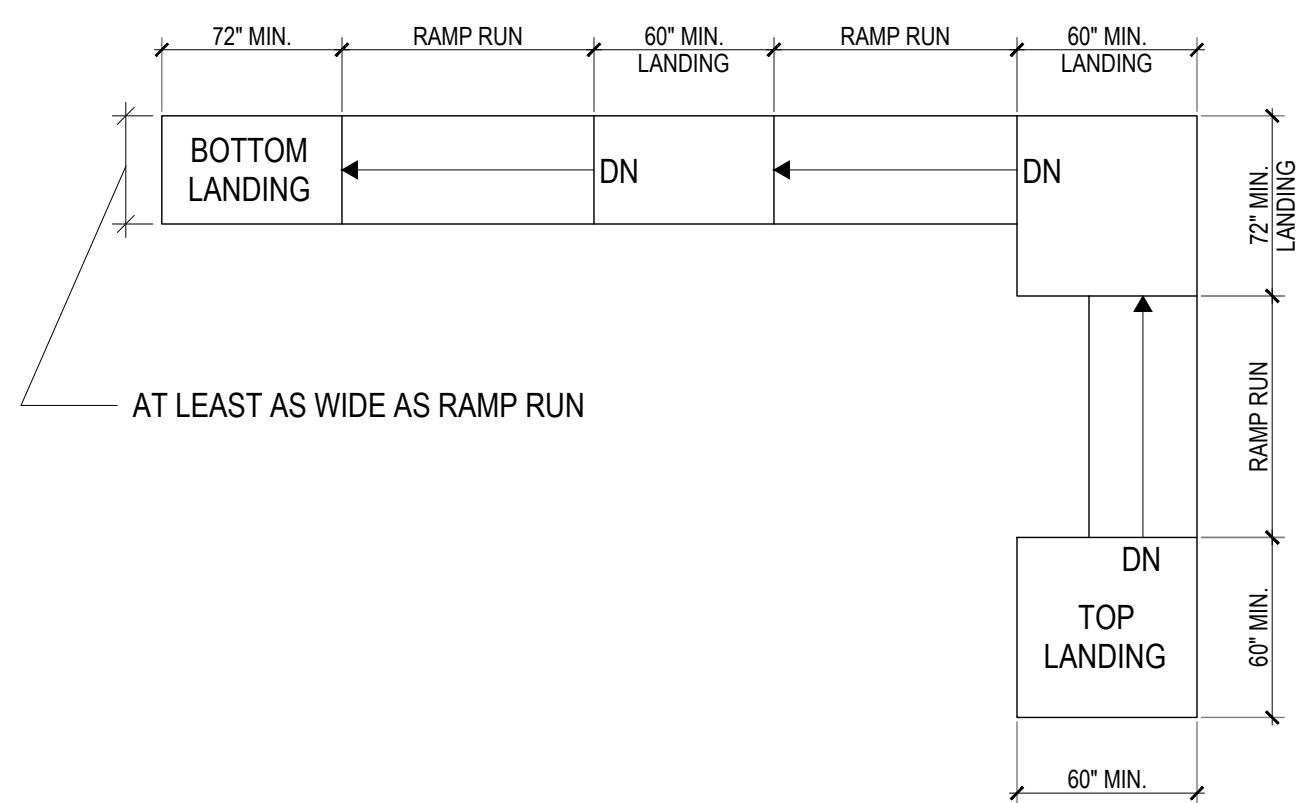 72" MIN.
RAMP RUN
60" MIN.
LANDING
RAMP RUN
60" MIN.
LANDING
BOTTOM
LANDING
DN
DN
72" MIN.
LANDING
AT LEAST AS WIDE AS RAMP RUN
RAMP RUN
DN
TOP
LANDING
60" MIN.
60" MIN.